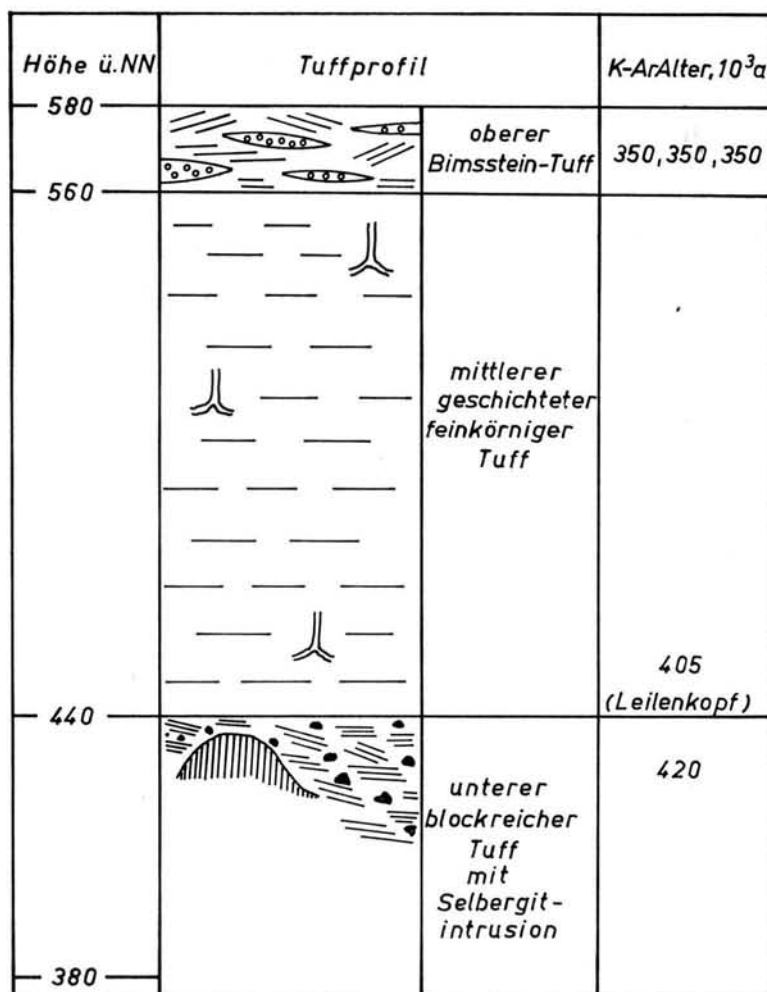 Höhe ü.NN
Tuffprofil
K-ArAlter, 10³a
580
oberer
Bimsstein-Tuff
350, 350, 350
560
mittlerer
geschichteter
feinkörniger
Tuff
405
(Leilenkopf)
440
420
unterer
blockreicher
Tuff
mit
Selbergit-
intrusion
380